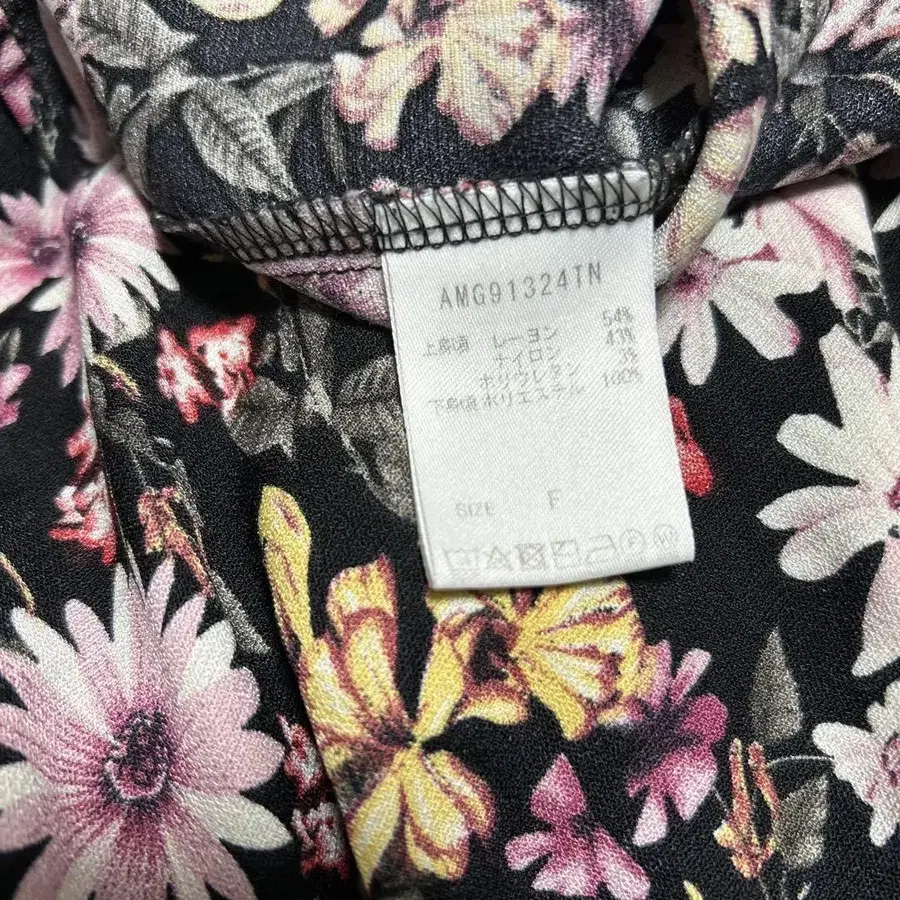 AMG91324TN
54%
上身頃 レーヨン 43%
ナイロン 3%
ポリウレタン 100%
下身頃 ポリエステル
SIZE F